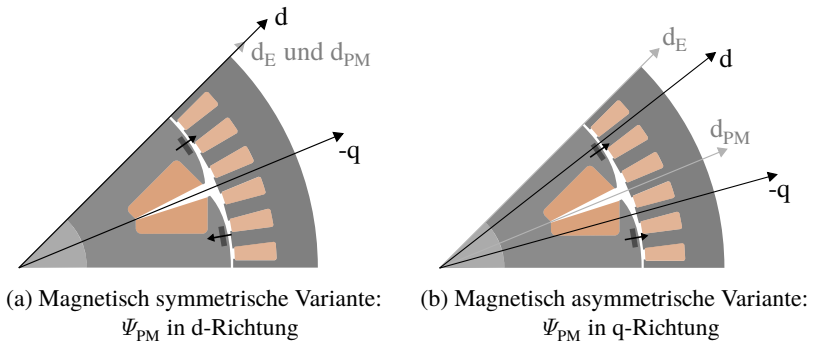 d
d_E und d_PM
-q
(a) Magnetisch symmetrische Variante:
Ψ_PM in d-Richtung
d_E
d
d_PM
-q
(b) Magnetisch asymmetrische Variante:
Ψ_PM in q-Richtung